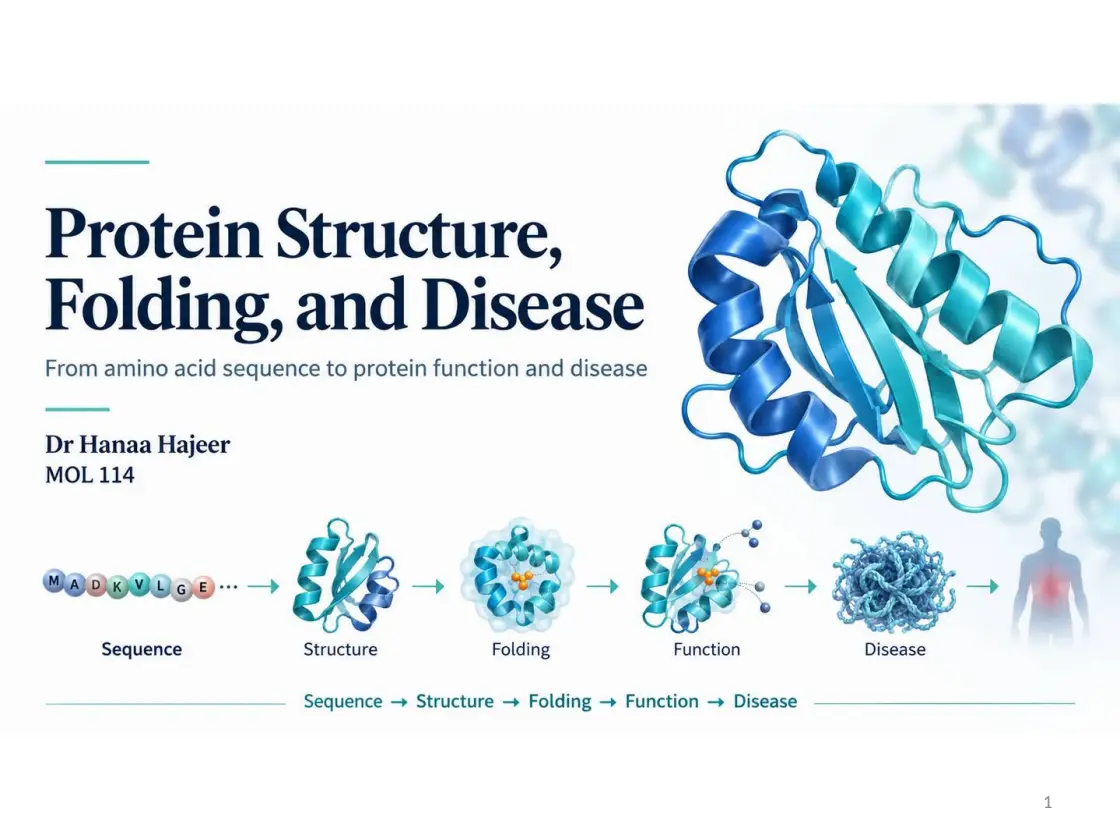 Protein Structure,
Folding, and Disease
From amino acid sequence to protein function and disease
Dr Hanaa Hajeer
MOL 114
M A D K V L G E ...
Sequence
Structure
Folding
Function
Disease
Sequence → Structure → Folding → Function → Disease
1